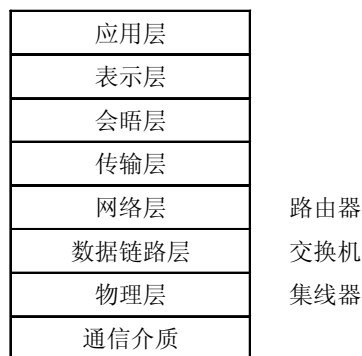 应用层
表示层
会晤层
传输层
网络层 路由器
数据链路层 交换机
物理层 集线器
通信介质